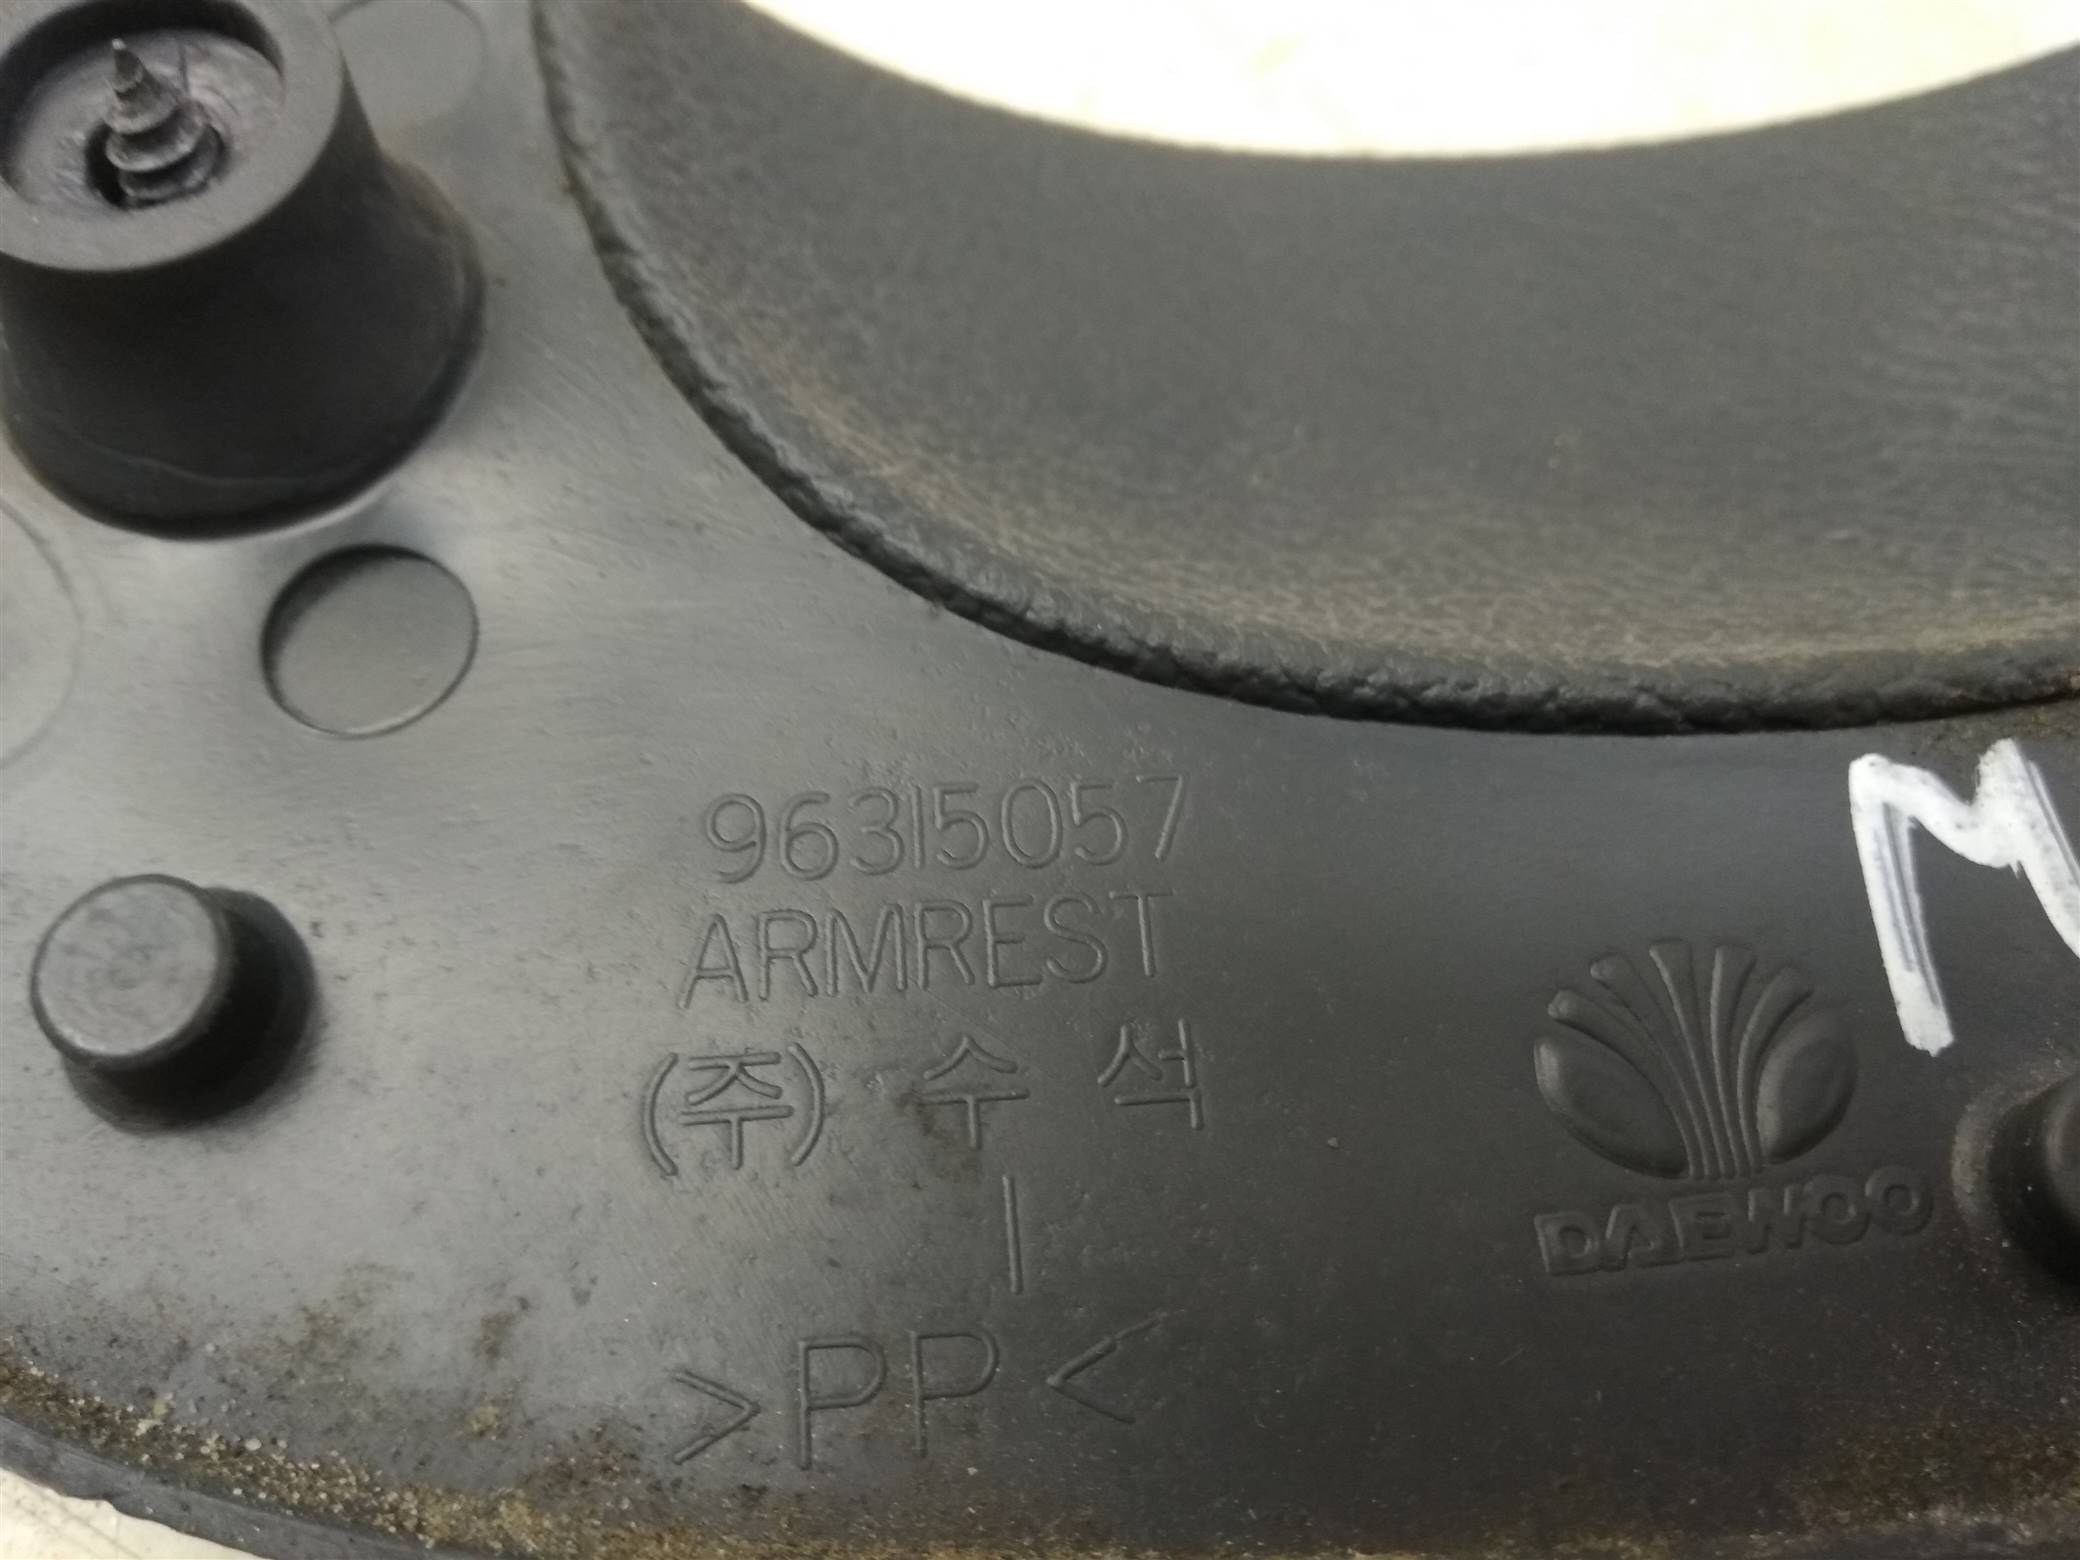 96315057
ARMREST
(주) 수 석
1
>PP<
DAEWOO
M